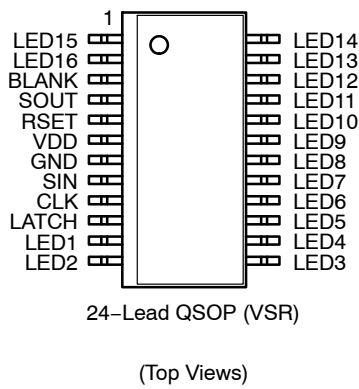 1
LED15 LED14
LED16 LED13
BLANK LED12
SOUT LED11
RSET LED10
VDD LED9
GND LED8
SIN LED7
CLK LED6
LATCH LED5
LED1 LED4
LED2 LED3
24−Lead QSOP (VSR)
(Top Views)